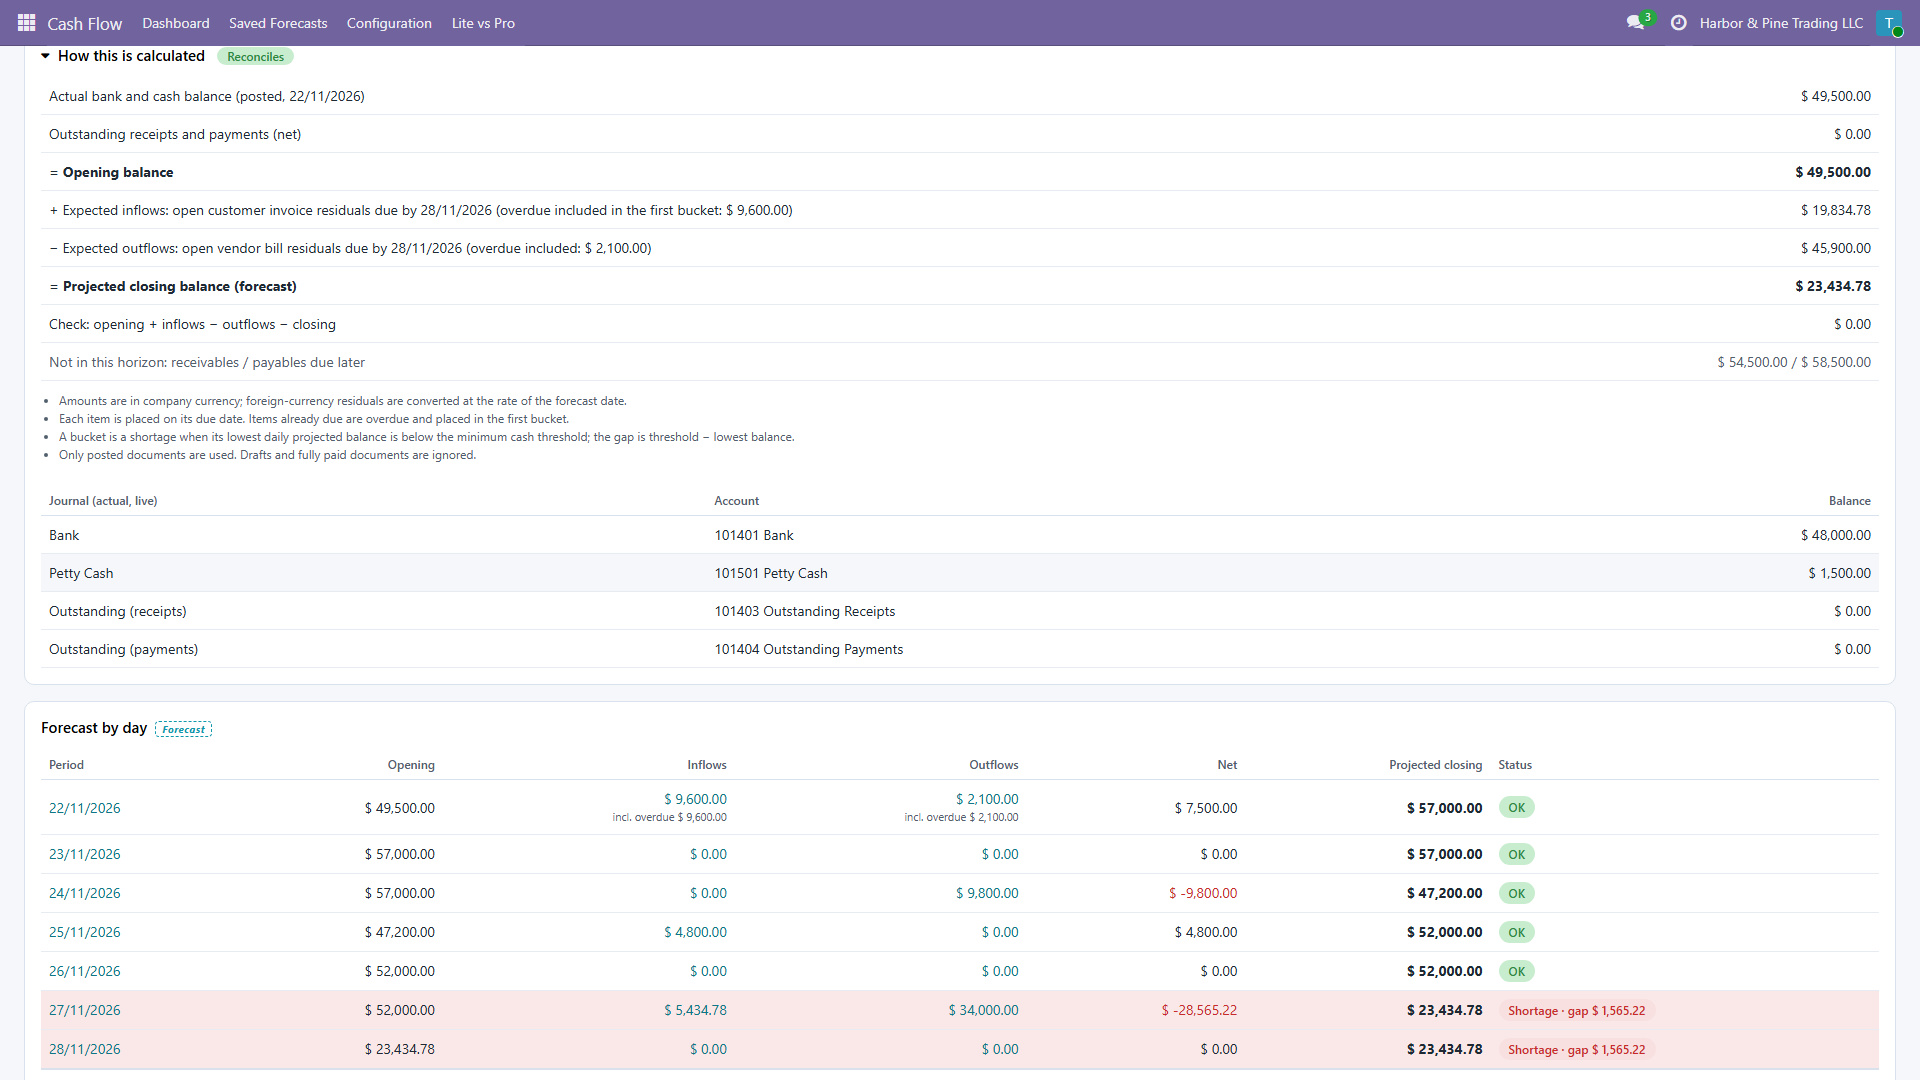 Cash Flow Dashboard Saved Forecasts Configuration Lite vs Pro 3 Harbor & Pine Trading LLC T
How this is calculated Reconciles
Actual bank and cash balance (posted, 22/11/2026) $ 49,500.00
Outstanding receipts and payments (net) $ 0.00
= Opening balance $ 49,500.00
+ Expected inflows: open customer invoice residuals due by 28/11/2026 (overdue included in the first bucket: $ 9,600.00) $ 19,834.78
− Expected outflows: open vendor bill residuals due by 28/11/2026 (overdue included: $ 2,100.00) $ 45,900.00
= Projected closing balance (forecast) $ 23,434.78
Check: opening + inflows − outflows − closing $ 0.00
Not in this horizon: receivables / payables due later $ 54,500.00 / $ 58,500.00
• Amounts are in company currency; foreign-currency residuals are converted at the rate of the forecast date.
• Each item is placed on its due date. Items already due are overdue and placed in the first bucket.
• A bucket is a shortage when its lowest daily projected balance is below the minimum cash threshold; the gap is threshold − lowest balance.
• Only posted documents are used. Drafts and fully paid documents are ignored.
Journal (actual, live) Account Balance
Bank 101401 Bank $ 48,000.00
Petty Cash 101501 Petty Cash $ 1,500.00
Outstanding (receipts) 101403 Outstanding Receipts $ 0.00
Outstanding (payments) 101404 Outstanding Payments $ 0.00
Forecast by day Forecast
Period Opening Inflows Outflows Net Projected closing Status
22/11/2026 $ 49,500.00 $ 9,600.00 $ 2,100.00 $ 7,500.00 $ 57,000.00 OK
incl. overdue $ 9,600.00 incl. overdue $ 2,100.00
23/11/2026 $ 57,000.00 $ 0.00 $ 0.00 $ 0.00 $ 57,000.00 OK
24/11/2026 $ 57,000.00 $ 0.00 $ 9,800.00 $ -9,800.00 $ 47,200.00 OK
25/11/2026 $ 47,200.00 $ 4,800.00 $ 0.00 $ 4,800.00 $ 52,000.00 OK
26/11/2026 $ 52,000.00 $ 0.00 $ 0.00 $ 0.00 $ 52,000.00 OK
27/11/2026 $ 52,000.00 $ 5,434.78 $ 34,000.00 $ -28,565.22 $ 23,434.78 Shortage · gap $ 1,565.22
28/11/2026 $ 23,434.78 $ 0.00 $ 0.00 $ 0.00 $ 23,434.78 Shortage · gap $ 1,565.22